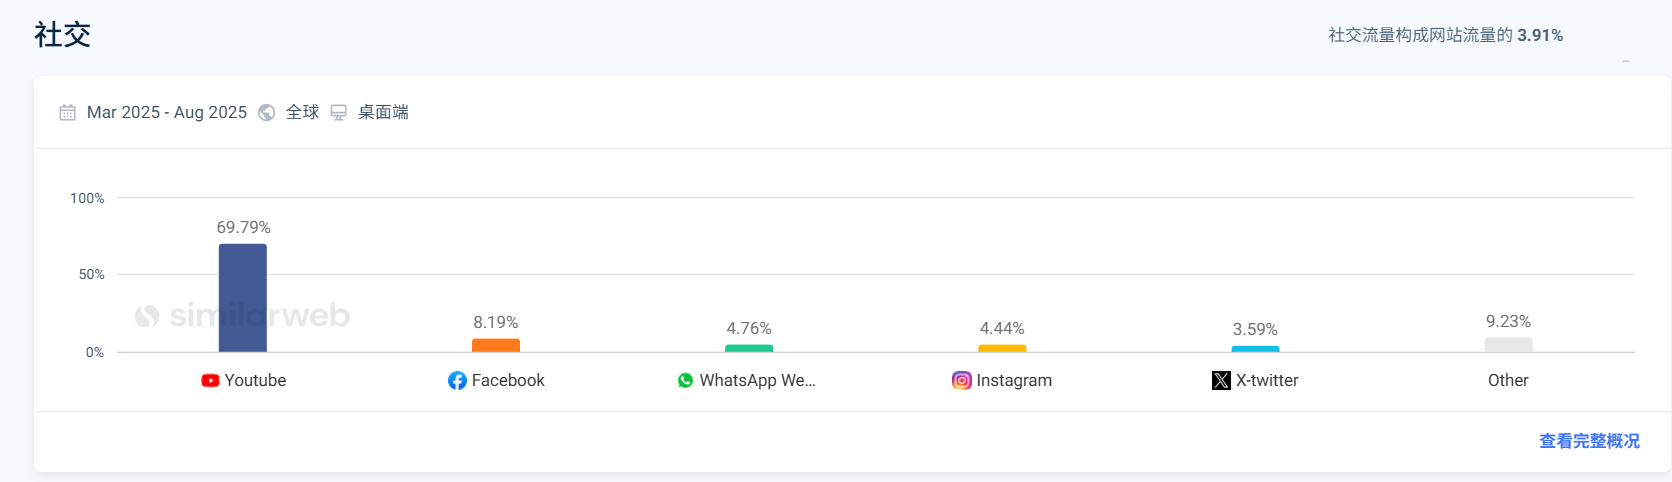 社交
社交流量构成网站流量的 3.91%
Mar 2025 - Aug 2025 全球 桌面端
100%
50%
0%
69.79%
8.19%
4.76%
4.44%
3.59%
9.23%
similarweb
Youtube
Facebook
WhatsApp We...
Instagram
X-twitter
Other
查看完整概况